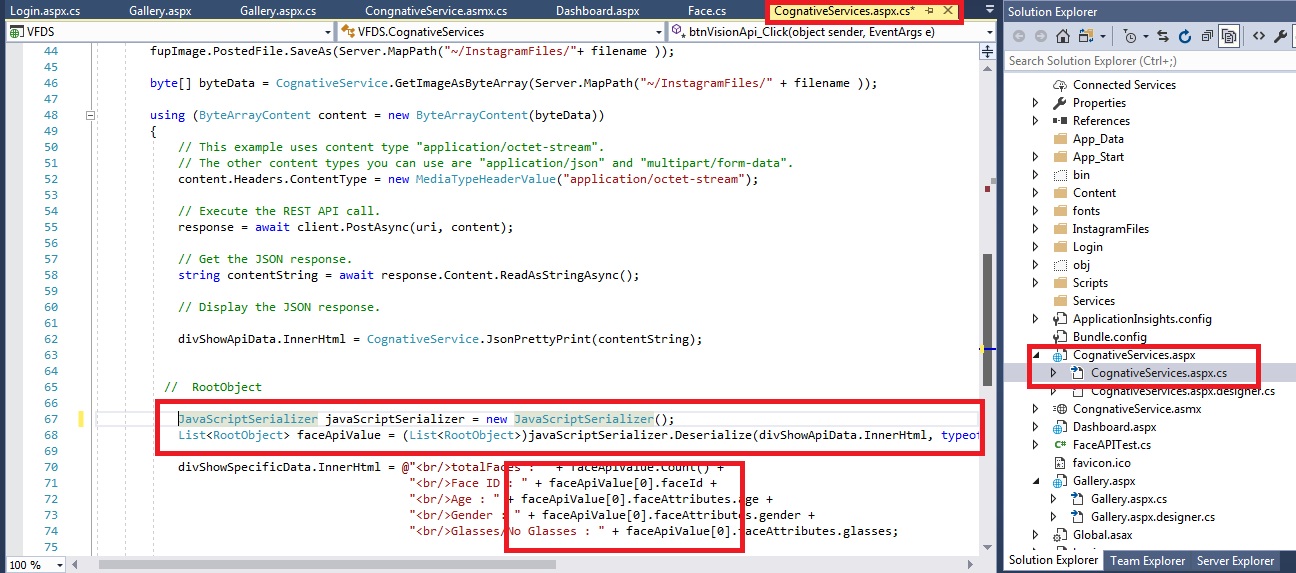 Login.aspx.cs Gallery.aspx Gallery.aspx.cs CongnativeService.asmx.cs Dashboard.aspx Face.cs CognativeServices.aspx.cs*
VFDS VFDS.CognativeServices btnVisionApi_Click(object sender, EventArgs e)
44 fupImage.PostedFile.SaveAs(Server.MapPath("~/InstagramFiles/"+ filename ));
45
46 byte[] byteData = CognativeService.GetImageAsByteArray(Server.MapPath("~/InstagramFiles/" + filename ));
47
48 using (ByteArrayContent content = new ByteArrayContent(byteData))
49 {
50 // This example uses content type "application/octet-stream".
51 // The other content types you can use are "application/json" and "multipart/form-data".
52 content.Headers.ContentType = new MediaTypeHeaderValue("application/octet-stream");
53
54 // Execute the REST API call.
55 response = await client.PostAsync(uri, content);
56
57 // Get the JSON response.
58 string contentString = await response.Content.ReadAsStringAsync();
59
60 // Display the JSON response.
61
62 divShowApiData.InnerHtml = CognativeService.JsonPrettyPrint(contentString);
63
64
65 // RootObject
66
67 JavaScriptSerializer javaScriptSerializer = new JavaScriptSerializer();
68 List<RootObject> faceApiValue = (List<RootObject>)javaScriptSerializer.Deserialize(divShowApiData.InnerHtml, typeof
69
70 divShowSpecificData.InnerHtml = @"<br/>totalFaces : " + faceApiValue.Count() +
71 "<br/>Face ID : " + faceApiValue[0].faceId +
72 "<br/>Age : " + faceApiValue[0].faceAttributes.age +
73 "<br/>Gender : " + faceApiValue[0].faceAttributes.gender +
74 "<br/>Glasses/No Glasses : " + faceApiValue[0].faceAttributes.glasses;
75
100 %
Solution Explorer
Search Solution Explorer (Ctrl+;)
Connected Services
Properties
References
App_Data
App_Start
bin
Content
fonts
InstagramFiles
Login
obj
Scripts
Services
ApplicationInsights.config
Bundle.config
CognativeServices.aspx
CognativeServices.aspx.cs
CognativeServices.aspx.designer.cs
CongnativeService.asmx
Dashboard.aspx
FaceAPITest.cs
favicon.ico
Gallery.aspx
Gallery.aspx.cs
Gallery.aspx.designer.cs
Global.asax
Solution Explorer Team Explorer Server Explorer